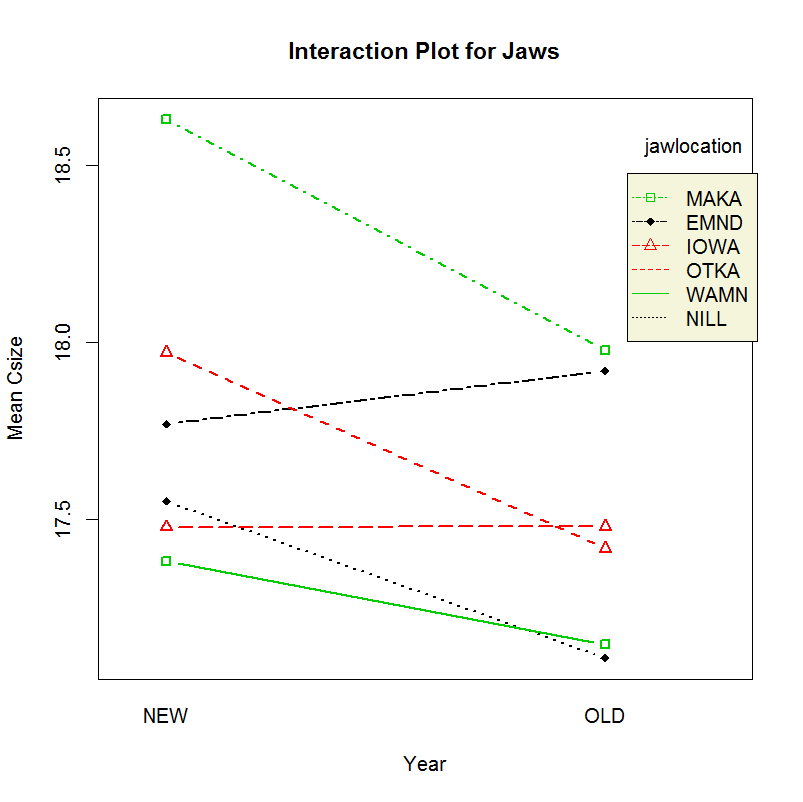 Interaction Plot for Jaws
jawlocation
MAKA
EMND
IOWA
OTKA
WAMN
NILL
18.5
18.0
17.5
Mean Csize
NEW
OLD
Year